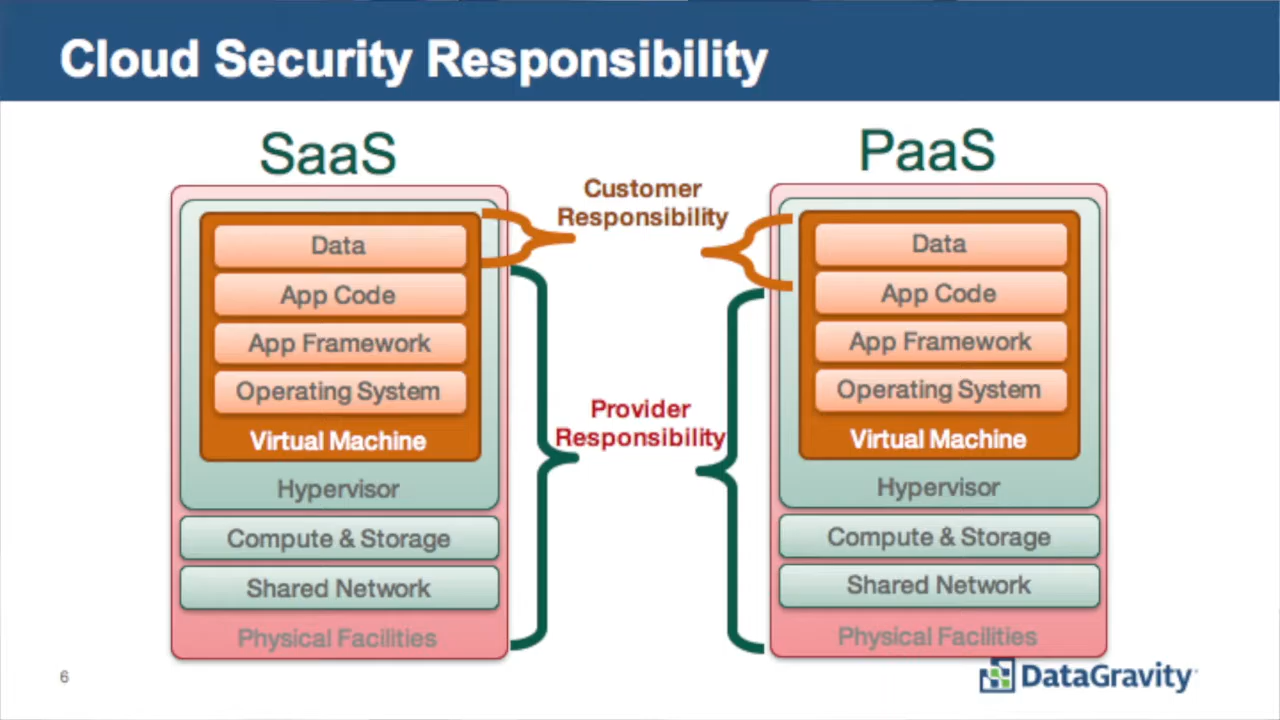 Cloud Security Responsibility
SaaS
Data
App Code
App Framework
Operating System
Virtual Machine
Hypervisor
Compute & Storage
Shared Network
Physical Facilities
Customer
Responsibility
Provider
Responsibility
PaaS
Data
App Code
App Framework
Operating System
Virtual Machine
Hypervisor
Compute & Storage
Shared Network
Physical Facilities
6
DataGravity